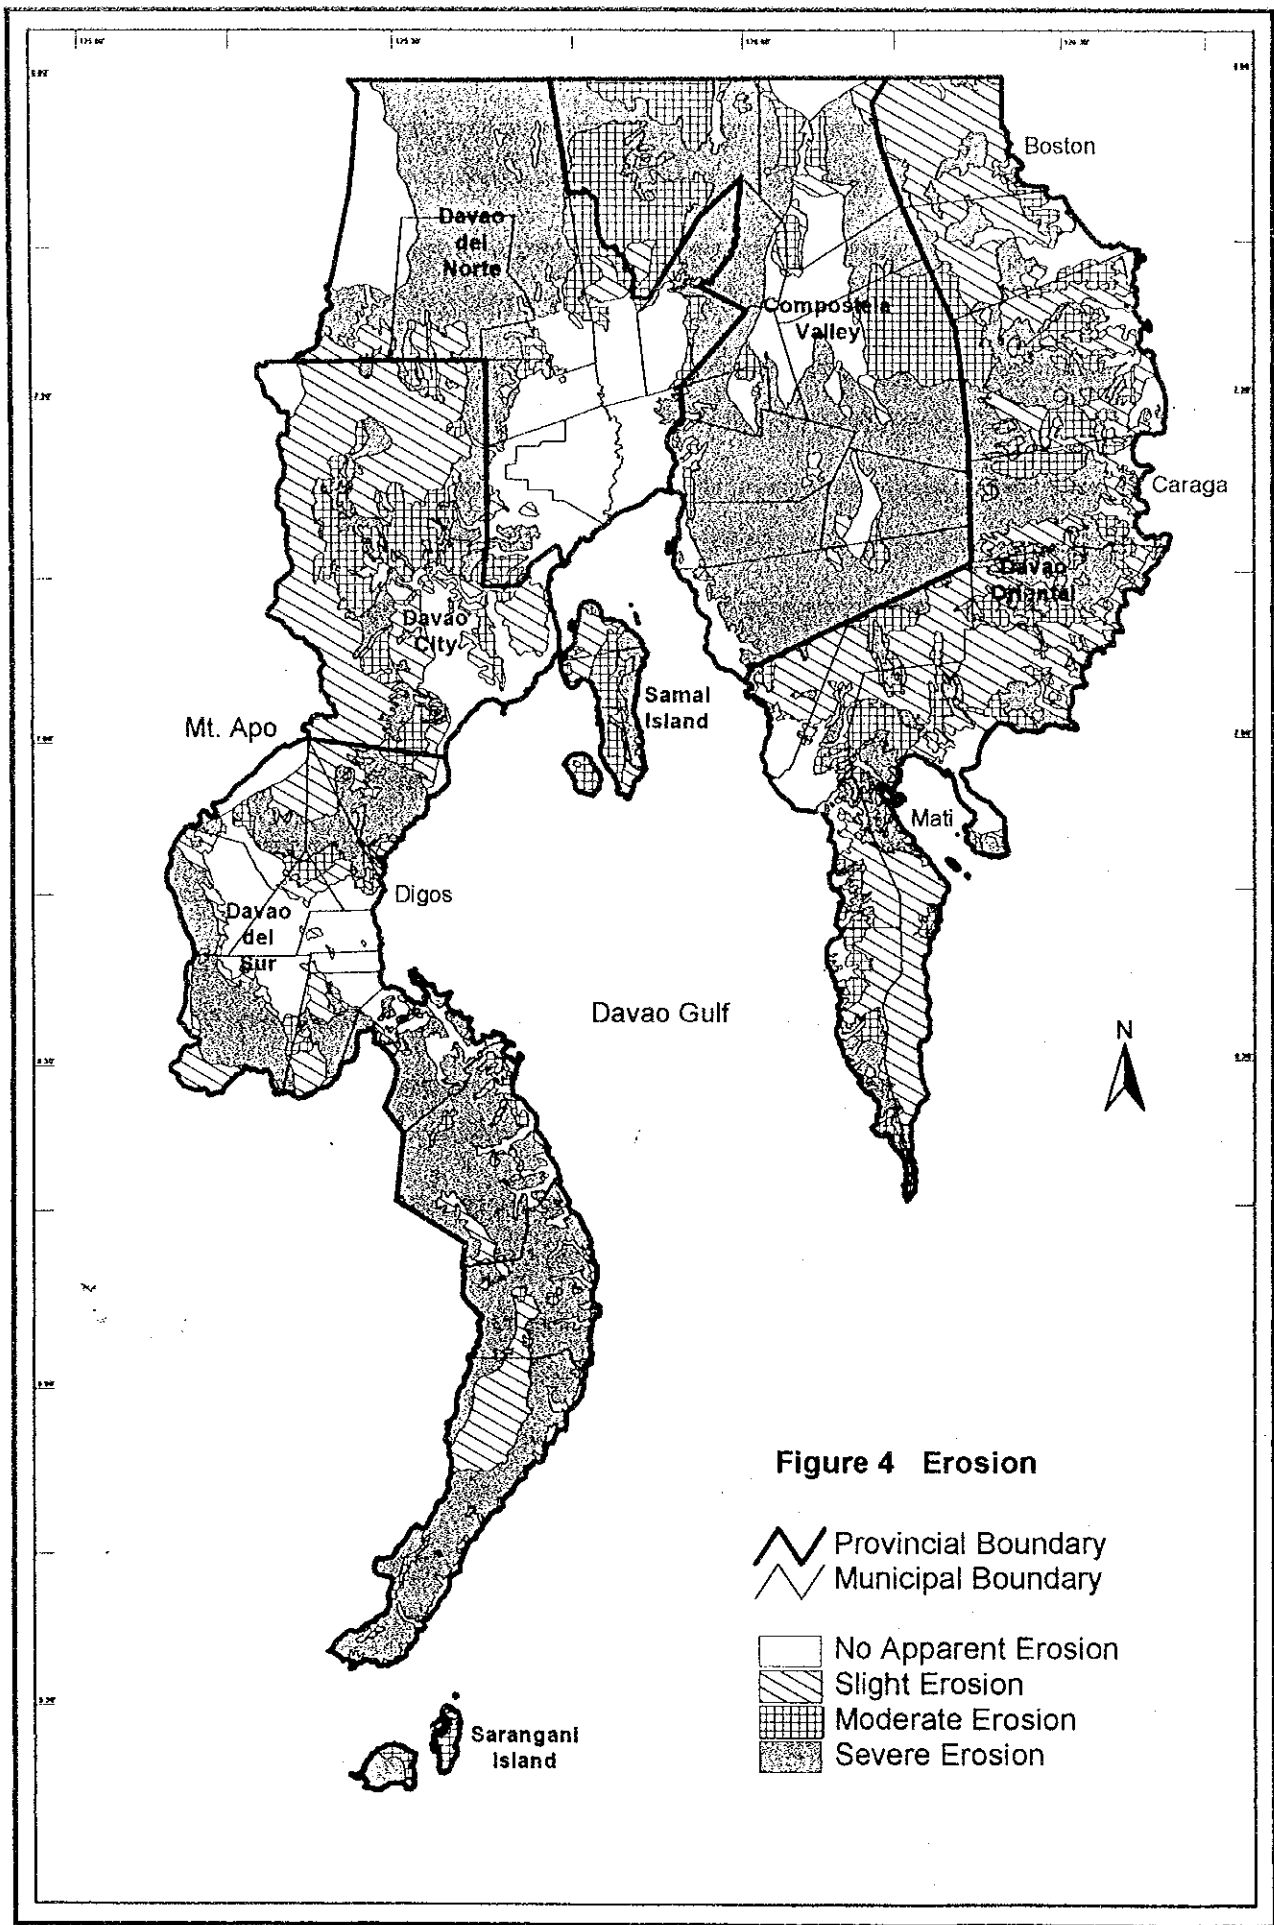 Boston
Davao
del
Norte
Compostela
Valley
Caraga
Davao
Oriental
Davao
City
Samal
Island
Mt. Apo
Mati
Digos
Davao
del
Sur
Davao Gulf
N
Figure 4 Erosion
Provincial Boundary
Municipal Boundary
No Apparent Erosion
Slight Erosion
Moderate Erosion
Severe Erosion
Sarangani
Island